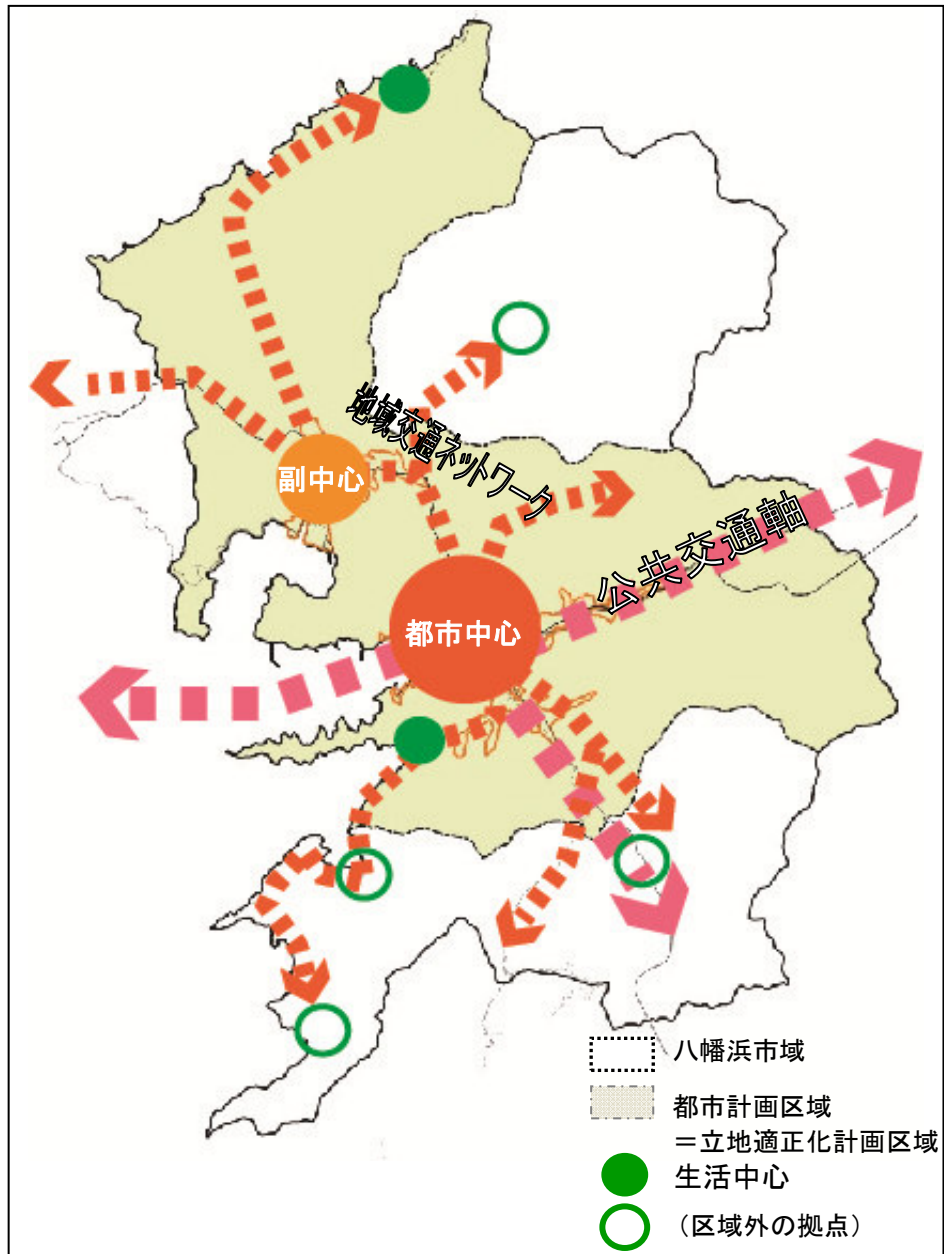 地域交通ネットワーク
副中心
公共交通軸
都市中心
八幡浜市域
都市計画区域
＝立地適正化計画区域
生活中心
（区域外の拠点）